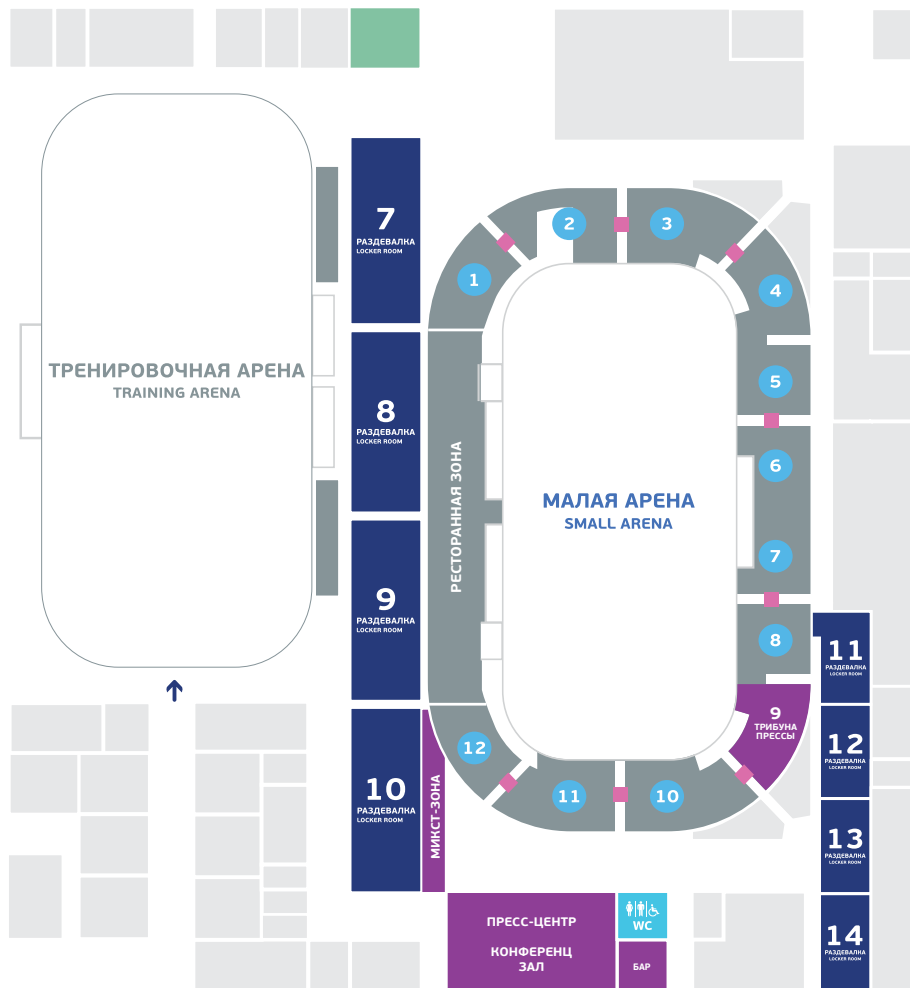 7
РАЗДЕВАЛКА
LOCKER ROOM
2
3
1
4
ТРЕНИРОВОЧНАЯ АРЕНА
TRAINING ARENA
8
РАЗДЕВАЛКА
LOCKER ROOM
5
6
РЕСТОРАННАЯ ЗОНА
МАЛАЯ АРЕНА
SMALL ARENA
7
9
РАЗДЕВАЛКА
LOCKER ROOM
8
11
РАЗДЕВАЛКА
LOCKER ROOM
9
ТРИБУНА
ПРЕССЫ
12
12
РАЗДЕВАЛКА
LOCKER ROOM
10
РАЗДЕВАЛКА
LOCKER ROOM
МИКСТ-ЗОНА
11
10
13
РАЗДЕВАЛКА
LOCKER ROOM
ПРЕСС-ЦЕНТР
КОНФЕРЕНЦ
ЗАЛ
WC
БАР
14
РАЗДЕВАЛКА
LOCKER ROOM